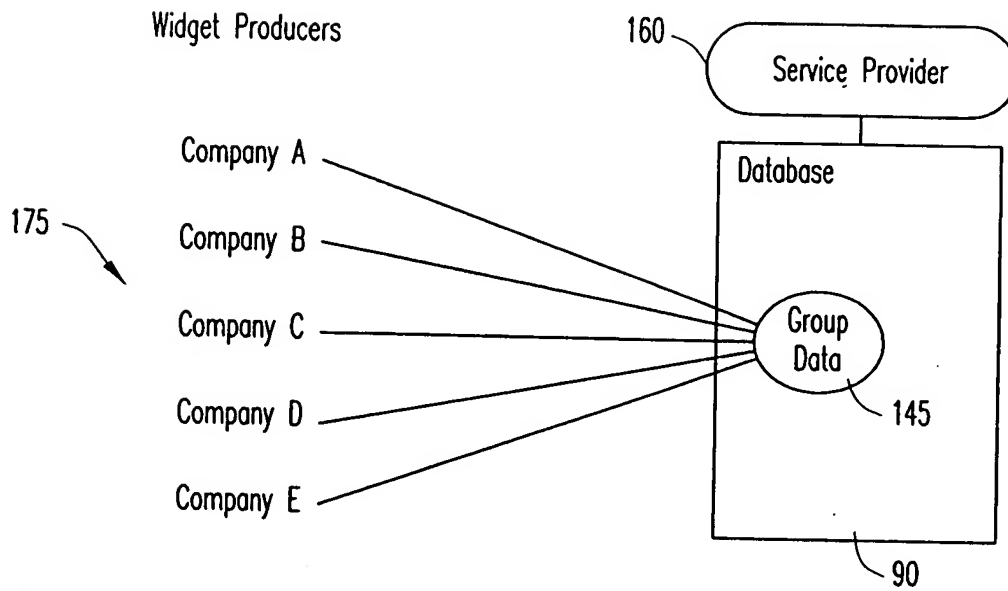 Widget Producers
160
Service Provider
Company A
Database
175
Company B
Company C
Group
Data
Company D
145
Company E
90